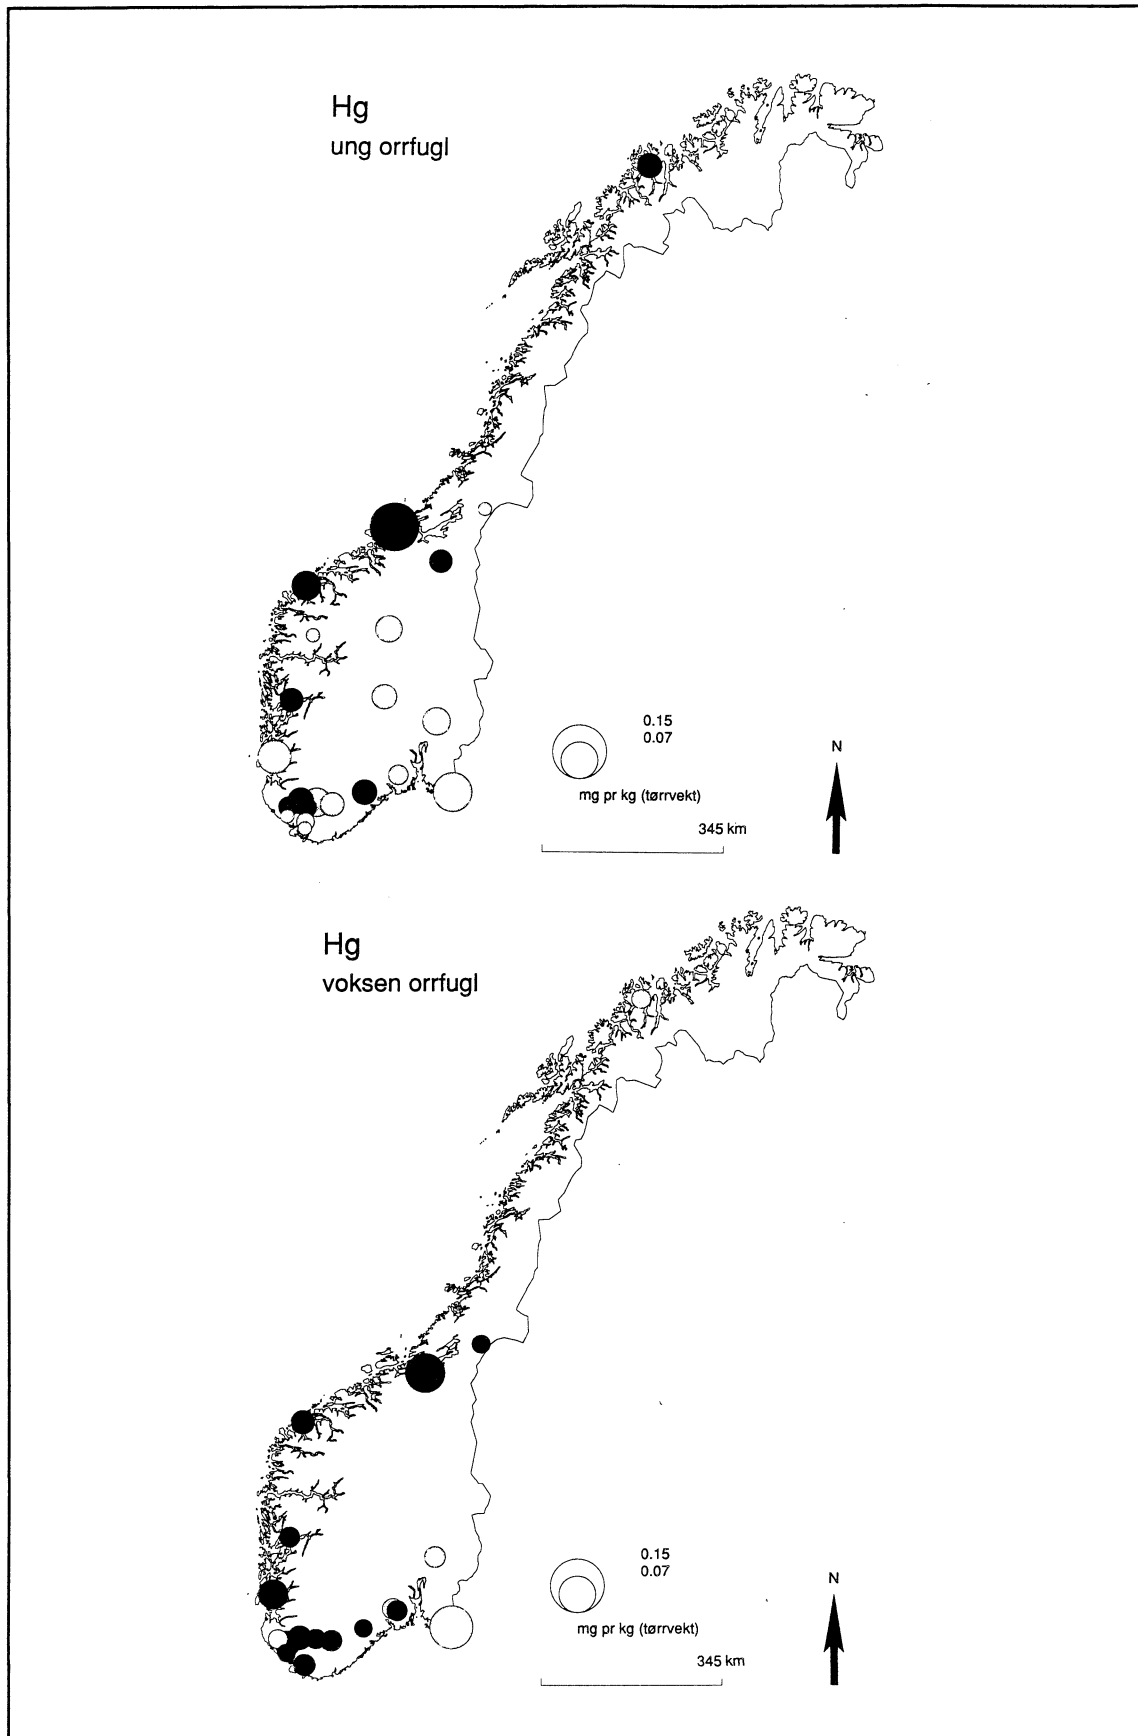 Hg
ung orrfugl
0.15
0.07
mg pr kg (tørrvekt)
345 km
N
Hg
voksen orrfugl
0.15
0.07
mg pr kg (tørrvekt)
345 km
N